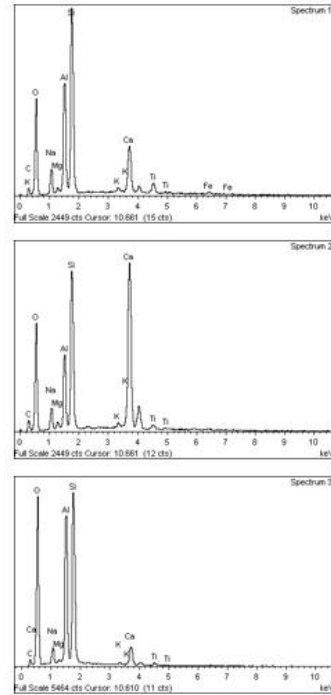 Spectrum 1
Si
Al
O
Ca
Na
C
Mg
K
K
K
Ti
Ti
Fe
Fe
0 1 2 3 4 5 6 7 8 9 10
Full Scale 2449 cts Cursor: 10.661 (15 cts) keV
Spectrum 2
Ca
Si
O
Al
K
Na
Mg
C
K
Ti
Ti
0 1 2 3 4 5 6 7 8 9 10
Full Scale 2449 cts Cursor: 10.661 (12 cts) keV
Spectrum 3
O
Si
Al
Ca
Na
Ca
Mg
C
K
K
Ti
Ti
0 1 2 3 4 5 6 7 8 9 10
Full Scale 5464 cts Cursor: 10.610 (11 cts) keV